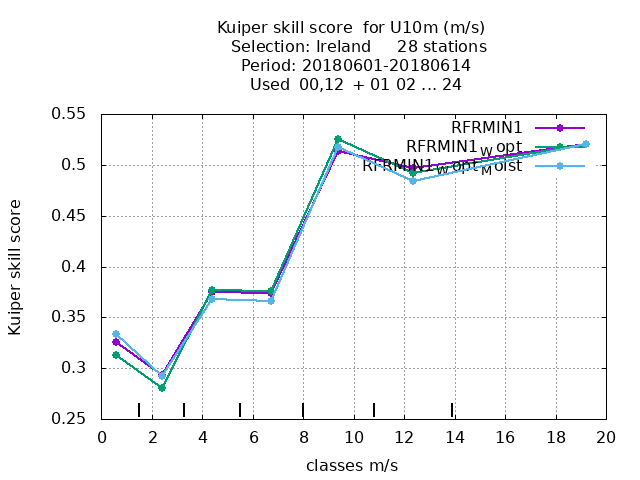 Kuiper skill score  for U10m (m/s)
Selection: Ireland     28 stations
Period: 20180601-20180614
Used  00,12  + 01 02 ... 24
RFRMIN1
RFRMIN1_Wopt
RFRMIN1_Wopt_Moist
Kuiper skill score
0.55
0.5
0.45
0.4
0.35
0.3
0.25
0 2 4 6 8 10 12 14 16 18 20
classes m/s